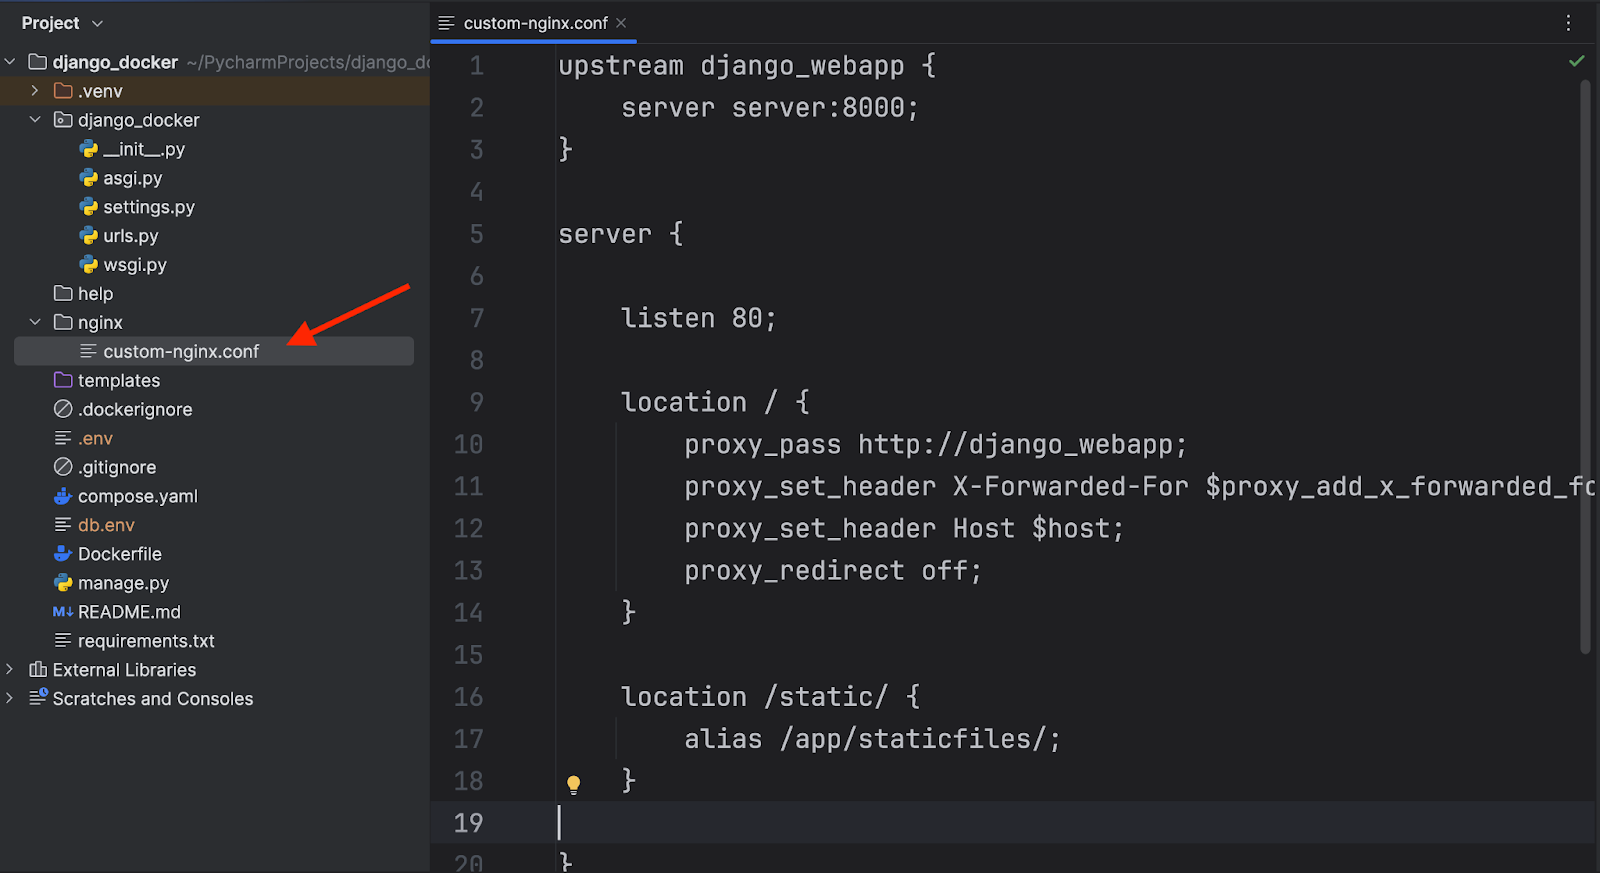 Project
django_docker ~/PycharmProjects/django_do
.venv
django_docker
__init__.py
asgi.py
settings.py
urls.py
wsgi.py
help
nginx
custom-nginx.conf
templates
.dockerignore
.env
.gitignore
compose.yaml
db.env
Dockerfile
manage.py
M↓ README.md
requirements.txt
External Libraries
Scratches and Consoles
custom-nginx.conf
1 upstream django_webapp {
2     server server:8000;
3 }
4
5 server {
6
7     listen 80;
8
9     location / {
10         proxy_pass http://django_webapp;
11         proxy_set_header X-Forwarded-For $proxy_add_x_forwarded_fo
12         proxy_set_header Host $host;
13         proxy_redirect off;
14     }
15
16     location /static/ {
17         alias /app/staticfiles/;
18     }
19
20 }